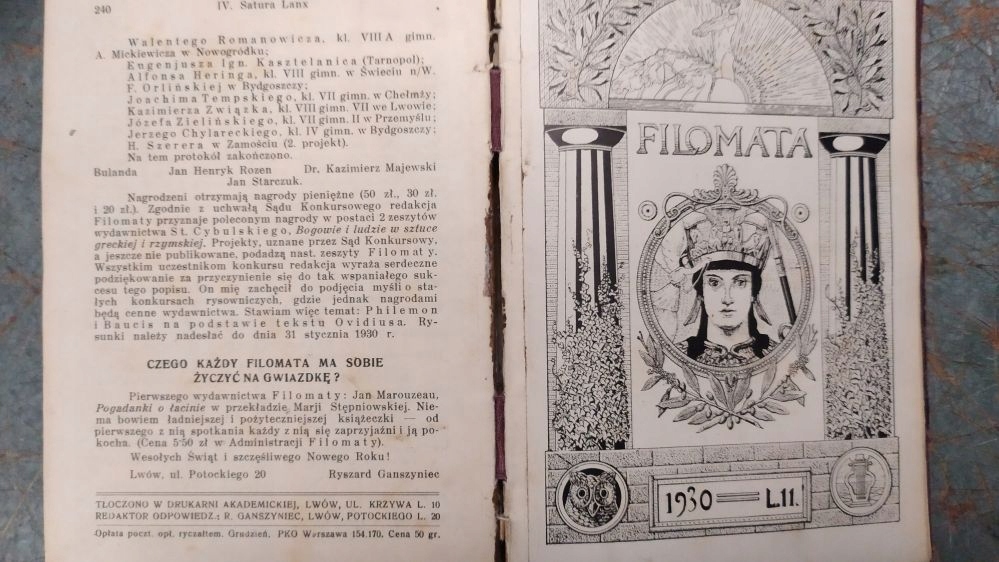 240
IV. Satura Lanx
Walentego Romanowicza, kl. VIII A gimn.
A. Mickiewicza w Nowogródku;
Eugenjusza Ign. Kasztelanica (Tarnopol);
Alfonsa Heringa, kl. VIII gimn. w Świeciu n/W.
F. Orlińskiej w Bydgoszczy;
Joachima Tempskiego, kl. VII gimn. w Chełmży;
Kazimierza Związka, kl. VIII gimn. VII we Lwowie;
Józefa Zielińskiego, kl. VII gimn. II w Przemyślu;
Jerzego Chylareckiego, kl. IV gimn. w Bydgoszczy;
H. Szerera w Zamościu (2. projekt).
Na tem protokół zakończono.
Bulanda Jan Henryk Rozen Dr. Kazimierz Majewski
Jan Starczuk.
Nagrodzeni otrzymają nagrody pieniężne (50 zł., 30 zł.
i 20 zł.). Zgodnie z uchwałą Sądu Konkursowego redakcja
Filomaty przyznaje poleconym nagrody w postaci 2 zeszytów
wydawnictwa St. Cybulskiego, Bogowie i ludzie w sztuce
greckiej i rzymskiej. Projekty, uznane przez Sąd Konkursowy,
a jeszcze nie publikowane, podadzą nast. zeszyty Filomaty.
Wszystkim uczestnikom konkursu redakcja wyraża serdeczne
podziękowanie za przyczynienie się do tak wspaniałego suk-
cesu tego popisu. On mię zachęcił do podjęcia myśli o sta-
łych konkursach rysowniczych, gdzie jednak nagrodami
będą cenne wydawnictwa. Stawiam więc temat: Philemon
i Baucis na podstawie tekstu Ovidiusa. Ry-
sunki należy nadesłać do dnia 31 stycznia 1930 r.
CZEGO KAŻDY FILOMATA MA SOBIE
ŻYCZYĆ NA GWIAZDKĘ?
Pierwszego wydawnictwa Filomaty: Jan Marouzeau,
Pogadanki o łacinie w przekładzie Marji Stępniowskiej. Nie-
ma bowiem ładniejszej i pożyteczniejszej książeczki — od
pierwszego z nią spotkania każdy z nią się zaprzyjaźni i ją po-
kocha. (Cena 5·50 zł w Administracji Filomaty).
Wesołych Świąt i szczęśliwego Nowego Roku!
Lwów, ul. Potockiego 20 Ryszard Ganszyniec
TŁOCZONO W DRUKARNI AKADEMICKIEJ, LWÓW, UL. KRZYWA L. 10
REDAKTOR ODPOWIEDZ.: R. GANSZYNIEC, LWÓW, POTOCKIEGO L. 20
Opłata poczt. opł. ryczałtem. Grudzień. PKO Warszawa 154.170. Cena 50 gr.
FILOMATA
1930 = L.11.